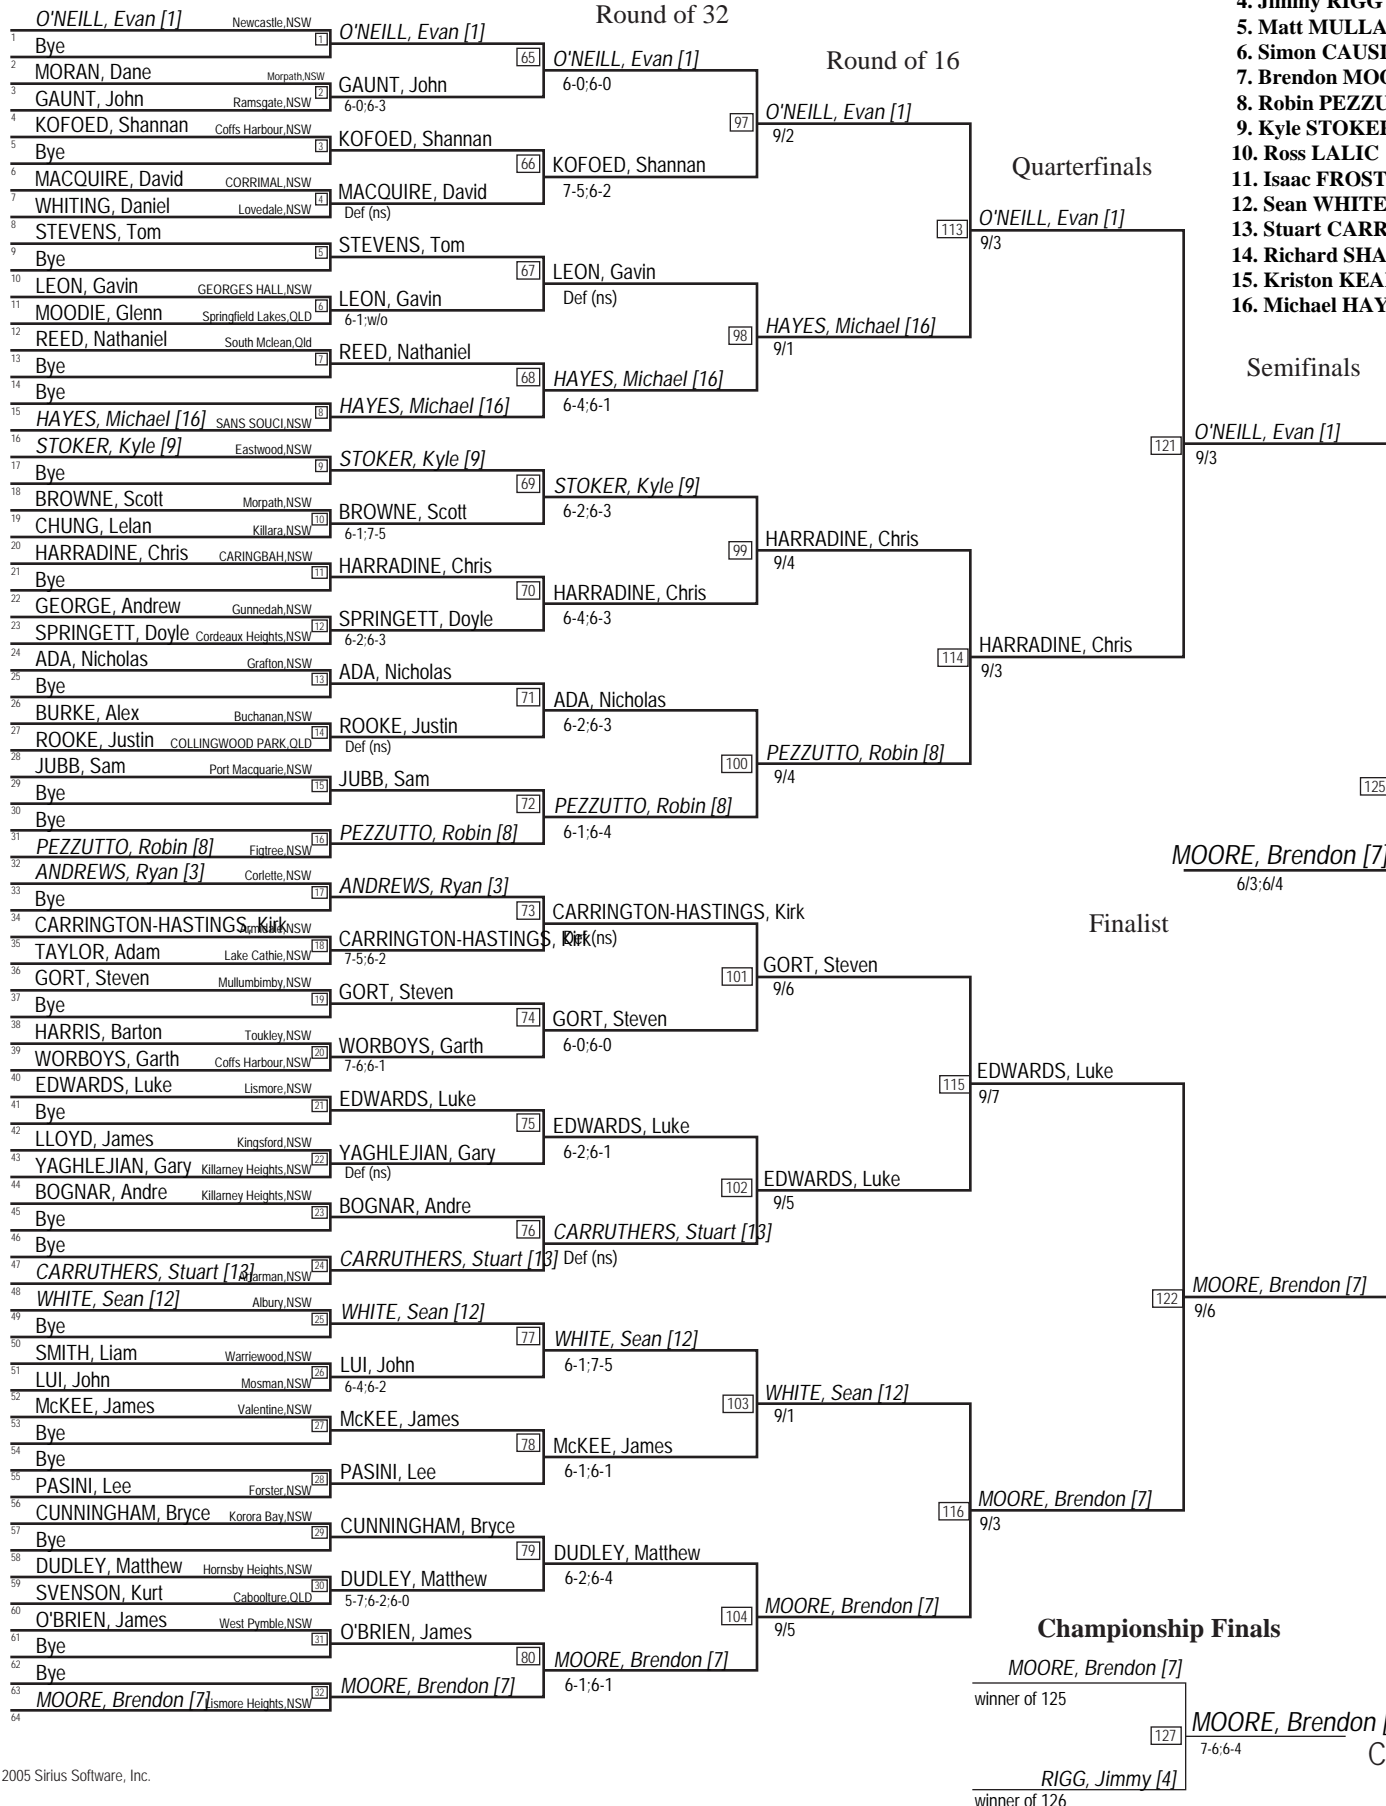 Round of 32
Round of 16
Quarterfinals
Semifinals
Finalist
Championship Finals
4. Jimmy RIGG
5. Matt
6. Simon
7. Brendon
8. Robin
9. Kyle
10. Ross LALIC
11. Isaac FROST
12. Sean WHITE
13. Stuart
14. Richard
15. Kriston
16. Michael
1 O'NEILL, Evan [1] Newcastle,NSW
2 Bye
1
3 MORAN, Dane Morpath,NSW
4 GAUNT, John Ramsgate,NSW
2
5 KOFOED, Shannan Coffs Harbour,NSW
6 Bye
3
7 MACQUIRE, David CORRIMAL,NSW
8 WHITING, Daniel Lovedale,NSW
4
9 STEVENS, Tom
10 Bye
5
11 LEON, Gavin GEORGES HALL,NSW
12 MOODIE, Glenn Springfield Lakes,QLD
6
13 REED, Nathaniel South Mclean,Qld
14 Bye
7
15 Bye
16 HAYES, Michael [16] SANS SOUCI,NSW
8
17 STOKER, Kyle [9] Eastwood,NSW
18 Bye
9
19 BROWNE, Scott Morpath,NSW
20 CHUNG, Lelan Killara,NSW
10
21 HARRADINE, Chris CARINGBAH,NSW
22 Bye
11
23 GEORGE, Andrew Gunnedah,NSW
24 SPRINGETT, Doyle Cordeaux Heights,NSW
12
25 ADA, Nicholas Grafton,NSW
26 Bye
13
27 BURKE, Alex Buchanan,NSW
28 ROOKE, Justin COLLINGWOOD PARK,QLD
14
29 JUBB, Sam Port Macquarie,NSW
30 Bye
15
31 Bye
32 PEZZUTTO, Robin [8] Figtree,NSW
16
33 ANDREWS, Ryan [3] Corlette,NSW
34 Bye
17
35 CARRINGTON-HASTINGS, Kirk
36 TAYLOR, Adam Lake Cathie,NSW
18
37 GORT, Steven Mullumbimby,NSW
38 Bye
19
39 HARRIS, Barton Toukley,NSW
40 WORBOYS, Garth Coffs Harbour,NSW
20
41 EDWARDS, Luke Lismore,NSW
42 Bye
21
43 LLOYD, James Kingsford,NSW
44 YAGHLEJIAN, Gary Killarney Heights,NSW
22
45 BOGNAR, Andre Killarney Heights,NSW
46 Bye
23
47 Bye
48 CARRUTHERS, Stuart [13]
24
49 WHITE, Sean [12] Albury,NSW
50 Bye
25
51 SMITH, Liam Warriewood,NSW
52 LUI, John Mosman,NSW
26
53 McKEE, James Valentine,NSW
54 Bye
27
55 Bye
56 PASINI, Lee Forster,NSW
28
57 CUNNINGHAM, Bryce Korora Bay,NSW
58 Bye
29
59 DUDLEY, Matthew Hornsby Heights,NSW
60 SVENSON, Kurt Caboolture,QLD
30
61 O'BRIEN, James West Pymble,NSW
62 Bye
31
63 Bye
64 MOORE, Brendon [7] Lismore Heights,NSW
32
O'NEILL, Evan [1]
65
GAUNT, John
6-0;6-3
KOFOED, Shannan
66
MACQUIRE, David
Def (ns)
STEVENS, Tom
67
LEON, Gavin
6-1;w/o
REED, Nathaniel
68
HAYES, Michael [16]
STOKER, Kyle [9]
69
BROWNE, Scott
6-1;7-5
HARRADINE, Chris
70
SPRINGETT, Doyle
6-2;6-3
ADA, Nicholas
71
ROOKE, Justin
Def (ns)
JUBB, Sam
72
PEZZUTTO, Robin [8]
ANDREWS, Ryan [3]
73
CARRINGTON-HASTINGS, Kirk
7-5;6-2
GORT, Steven
74
WORBOYS, Garth
7-6;6-1
EDWARDS, Luke
75
YAGHLEJIAN, Gary
Def (ns)
BOGNAR, Andre
76
CARRUTHERS, Stuart [13]
WHITE, Sean [12]
77
LUI, John
6-4;6-2
McKEE, James
78
PASINI, Lee
CUNNINGHAM, Bryce
79
DUDLEY, Matthew
5-7;6-2;6-0
O'BRIEN, James
80
MOORE, Brendon [7]
O'NEILL, Evan [1]
6-0;6-0
97
KOFOED, Shannan
7-5;6-2
LEON, Gavin
Def (ns)
98
HAYES, Michael [16]
6-4;6-1
STOKER, Kyle [9]
6-2;6-3
99
HARRADINE, Chris
6-4;6-3
ADA, Nicholas
6-2;6-3
100
PEZZUTTO, Robin [8]
6-1;6-4
CARRINGTON-HASTINGS, Kirk
Def (ns)
101
GORT, Steven
6-0;6-0
EDWARDS, Luke
6-2;6-1
102
CARRUTHERS, Stuart [13]
Def (ns)
WHITE, Sean [12]
6-1;7-5
103
McKEE, James
6-1;6-1
DUDLEY, Matthew
6-2;6-4
104
MOORE, Brendon [7]
6-1;6-1
O'NEILL, Evan [1]
9/2
113
HAYES, Michael [16]
9/1
HARRADINE, Chris
9/4
114
PEZZUTTO, Robin [8]
9/4
GORT, Steven
9/6
115
EDWARDS, Luke
9/5
WHITE, Sean [12]
9/1
116
MOORE, Brendon [7]
9/5
O'NEILL, Evan [1]
9/3
121
HARRADINE, Chris
9/3
EDWARDS, Luke
9/7
122
MOORE, Brendon [7]
9/3
O'NEILL, Evan [1]
9/3
125
MOORE, Brendon [7]
9/6
MOORE, Brendon [7]
6/3;6/4
MOORE, Brendon [7]
winner of 125
127
MOORE, Brendon
7-6;6-4
C
RIGG, Jimmy [4]
winner of 126
2005 Sirius Software, Inc.